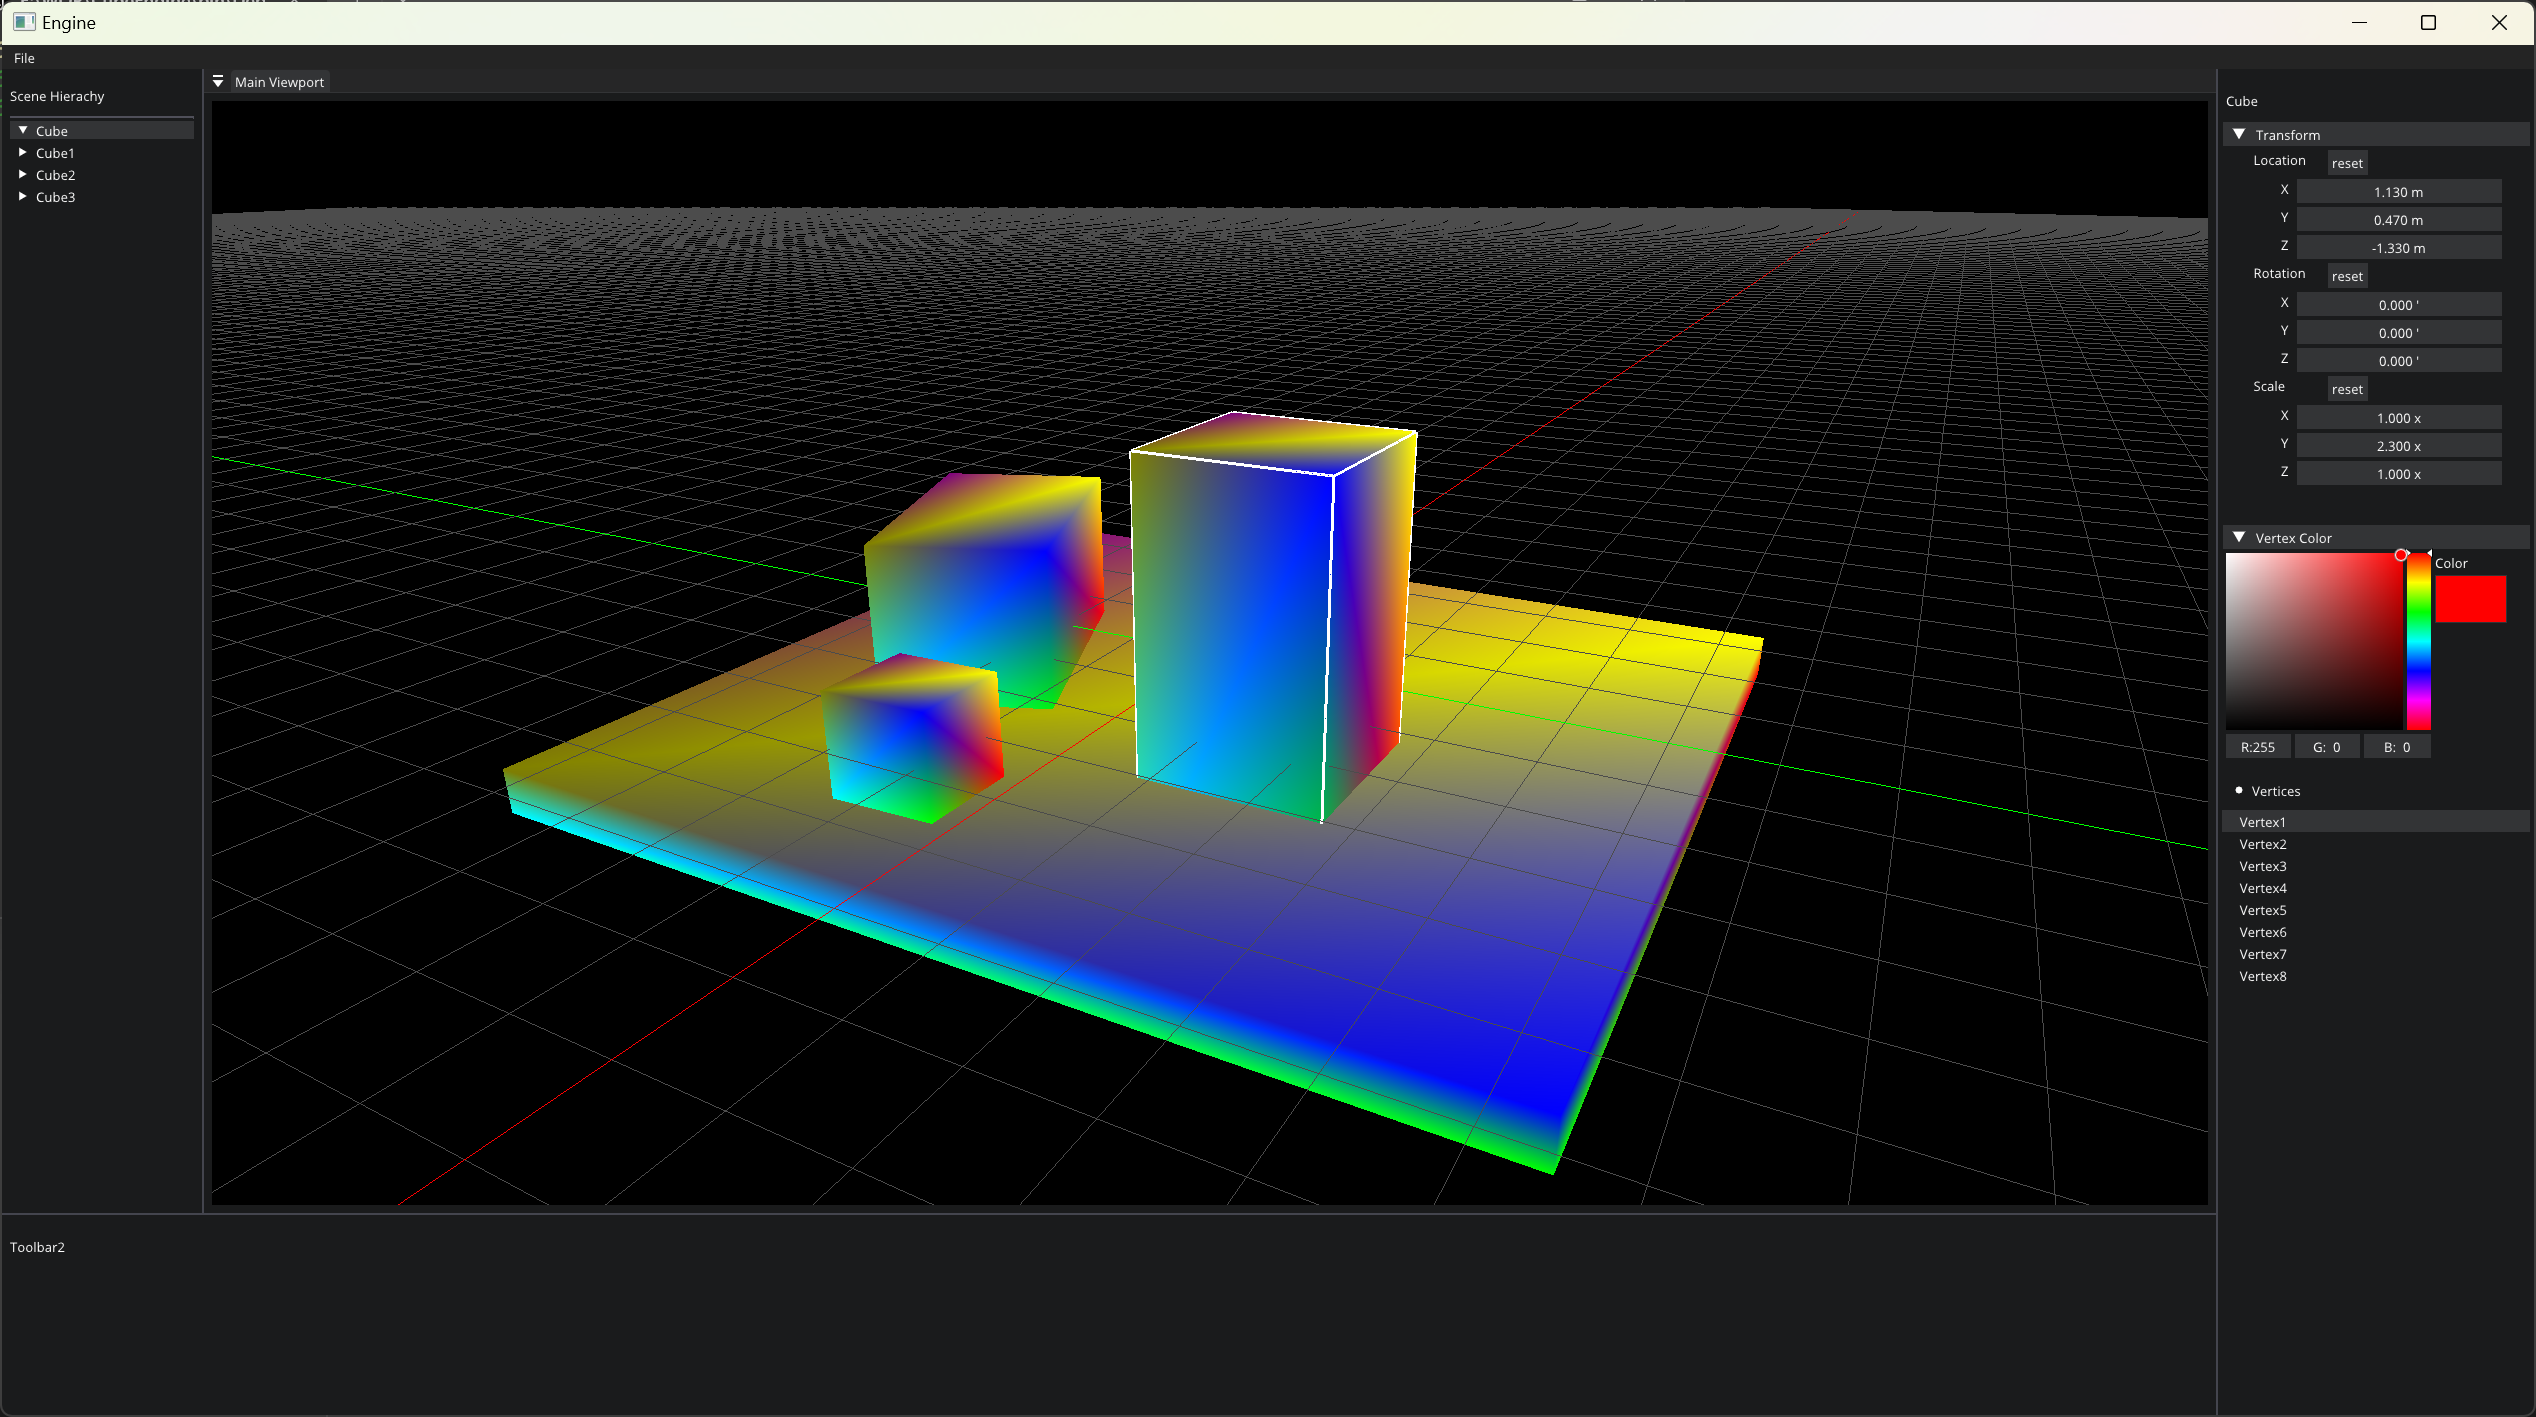 Engine
File
Scene Hierachy
Cube
Cube1
Cube2
Cube3
Main Viewport
Cube
Transform
Location reset
X 1.130 m
Y 0.470 m
Z -1.330 m
Rotation reset
X 0.000 '
Y 0.000 '
Z 0.000 '
Scale reset
X 1.000 x
Y 2.300 x
Z 1.000 x
Vertex Color
Color
R:255 G: 0 B: 0
Vertices
Vertex1
Vertex2
Vertex3
Vertex4
Vertex5
Vertex6
Vertex7
Vertex8
Toolbar2